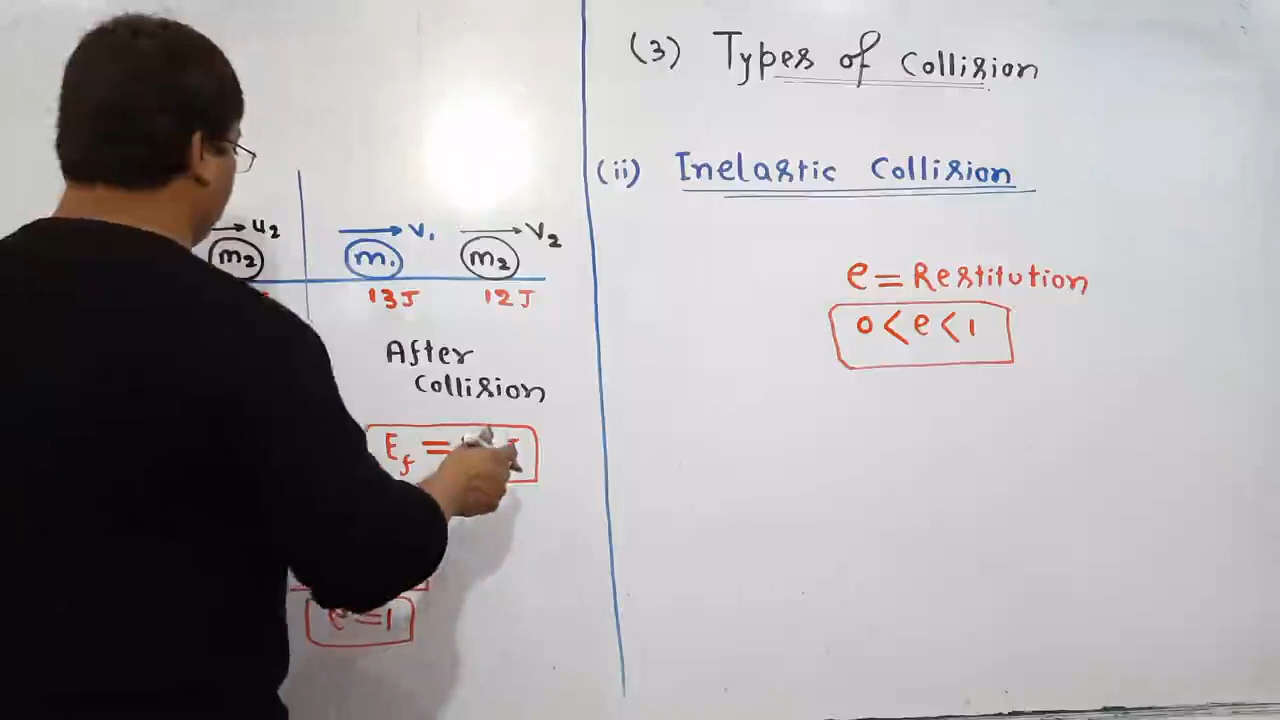 (3) Types of Collision
(ii) Inelastic Collision
e = Restitution
0 < e < 1
u2 v1 v2
m2 m1 m2
13J 12J
After
Collision
Ef =
e = 1